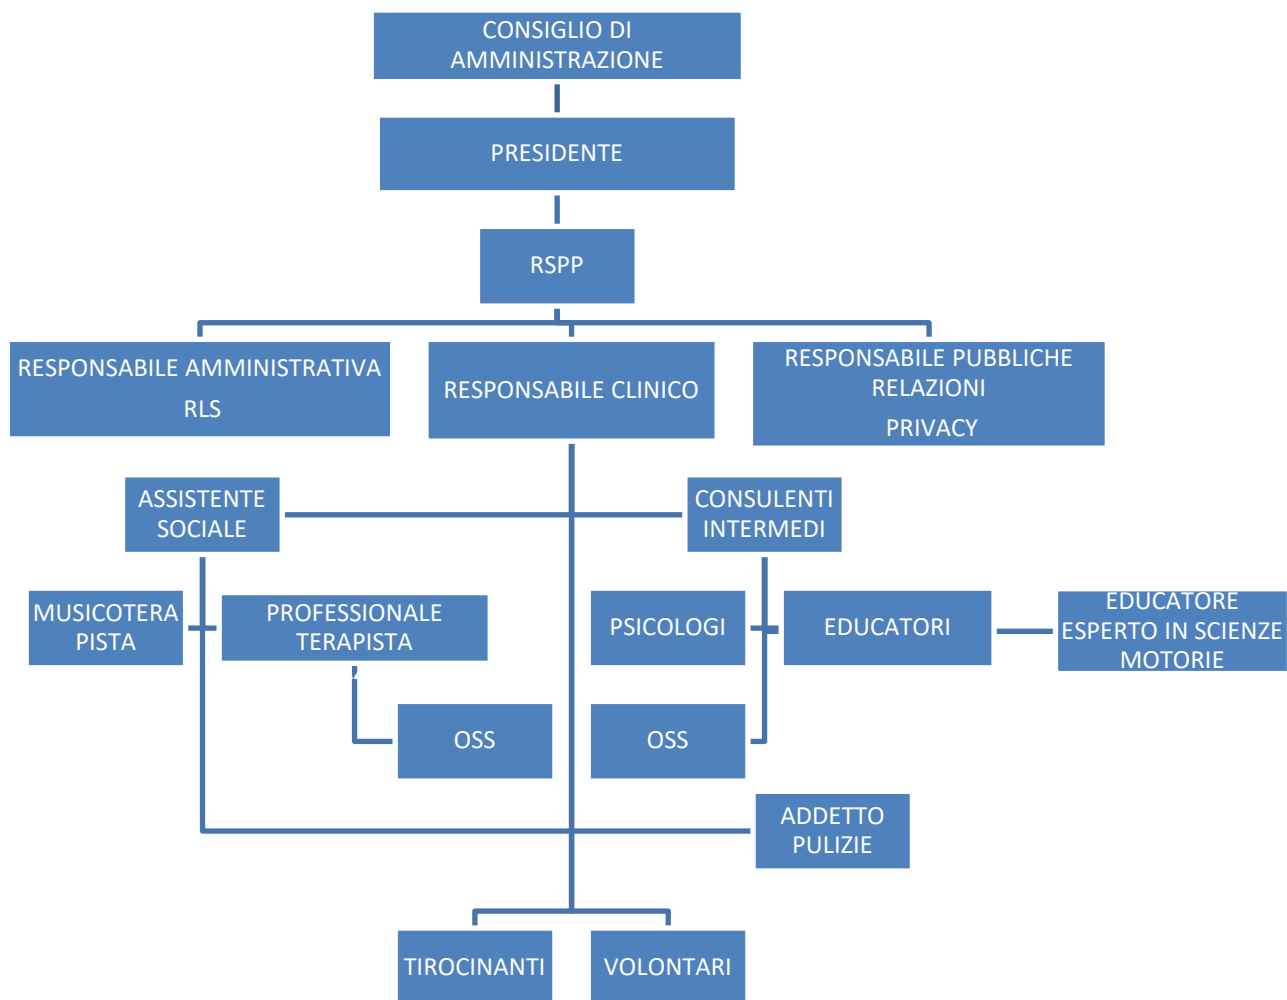 CONSIGLIO DI
AMMINISTRAZIONE
PRESIDENTE
RSPP
RESPONSABILE AMMINISTRATIVA
RLS
RESPONSABILE CLINICO
RESPONSABILE PUBBLICHE
RELAZIONI
PRIVACY
ASSISTENTE
SOCIALE
CONSULENTI
INTERMEDI
MUSICOTERA
PISTA
PROFESSIONALE
TERAPISTA
PSICOLOGI
EDUCATORI
EDUCATORE
ESPERTO IN SCIENZE
MOTORIE
OSS
OSS
ADDETTO
PULIZIE
TIROCINANTI
VOLONTARI